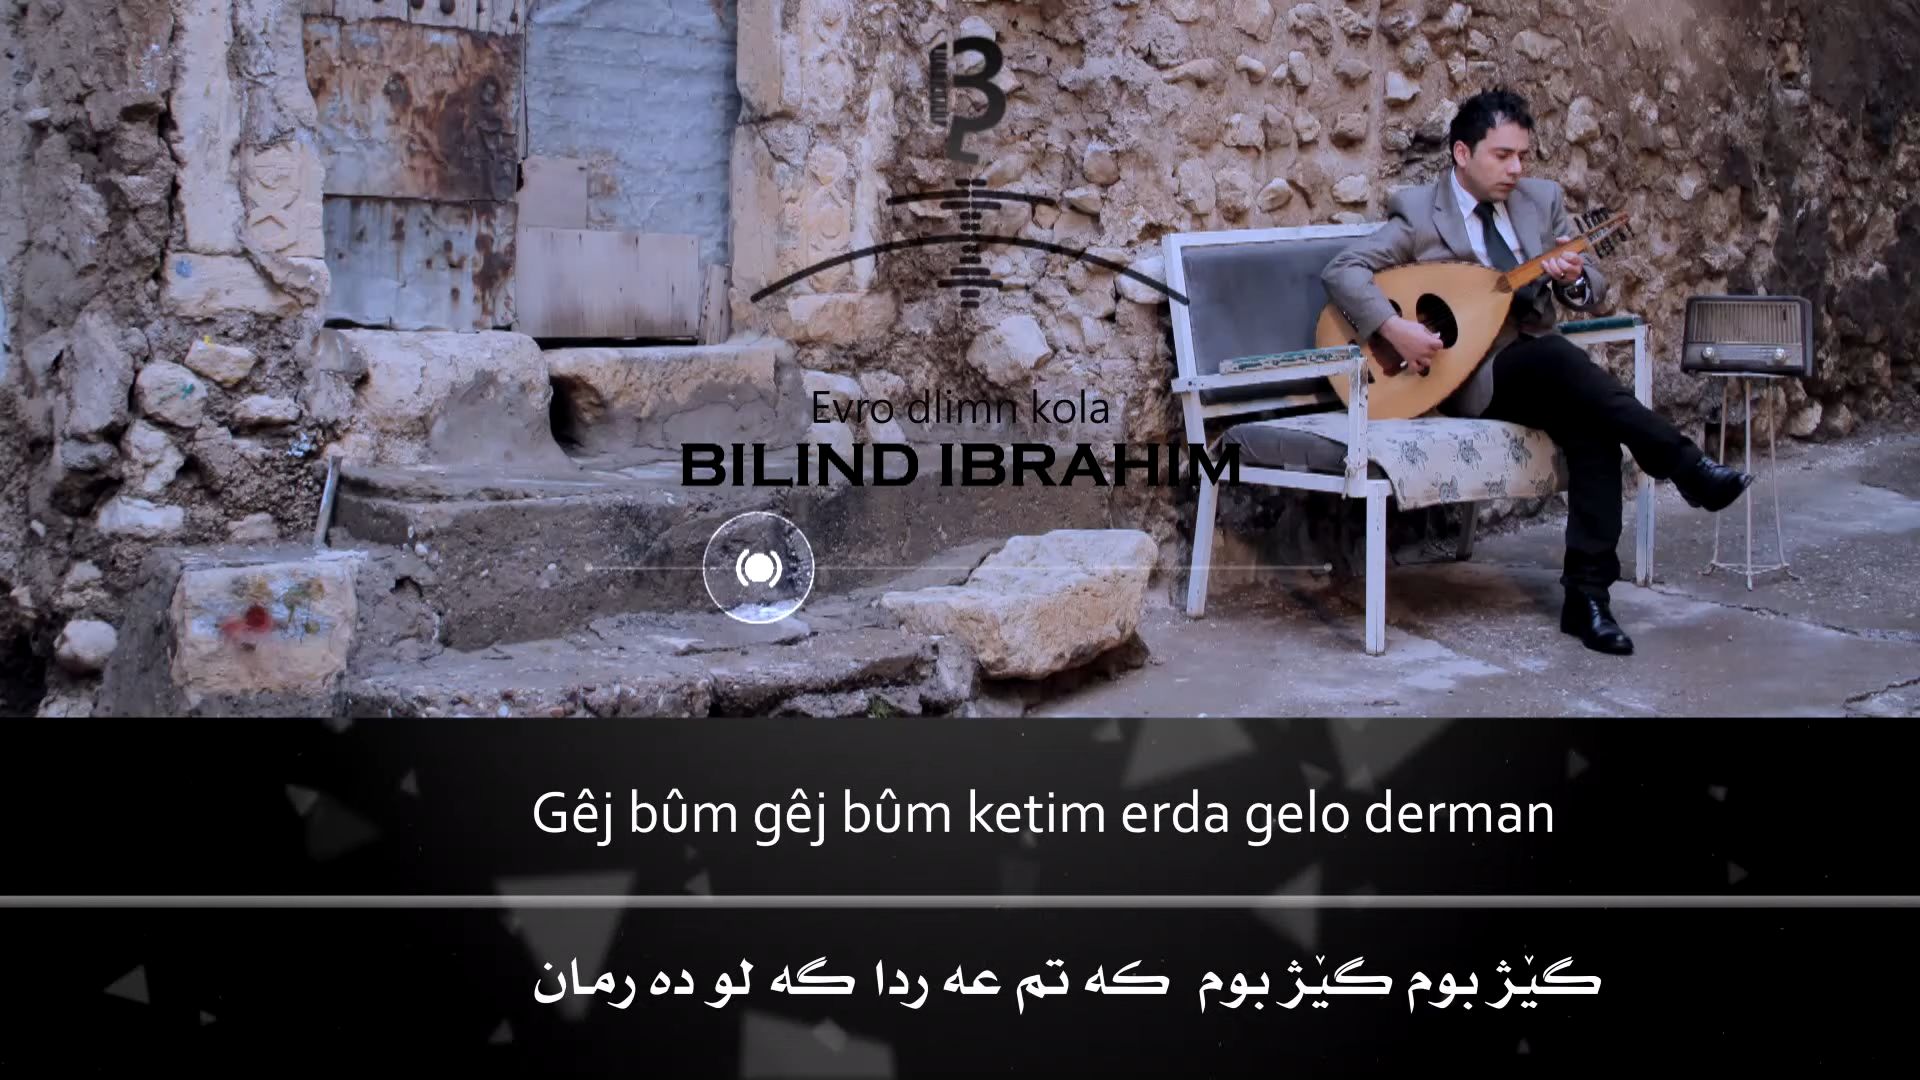 Evro dlimn kola
BILIND IBRAHIM
Gêj bûm gêj bûm ketim erda gelo derman
گێژ بوم گێژ بوم كه تم عه ردا گه لو ده رمان